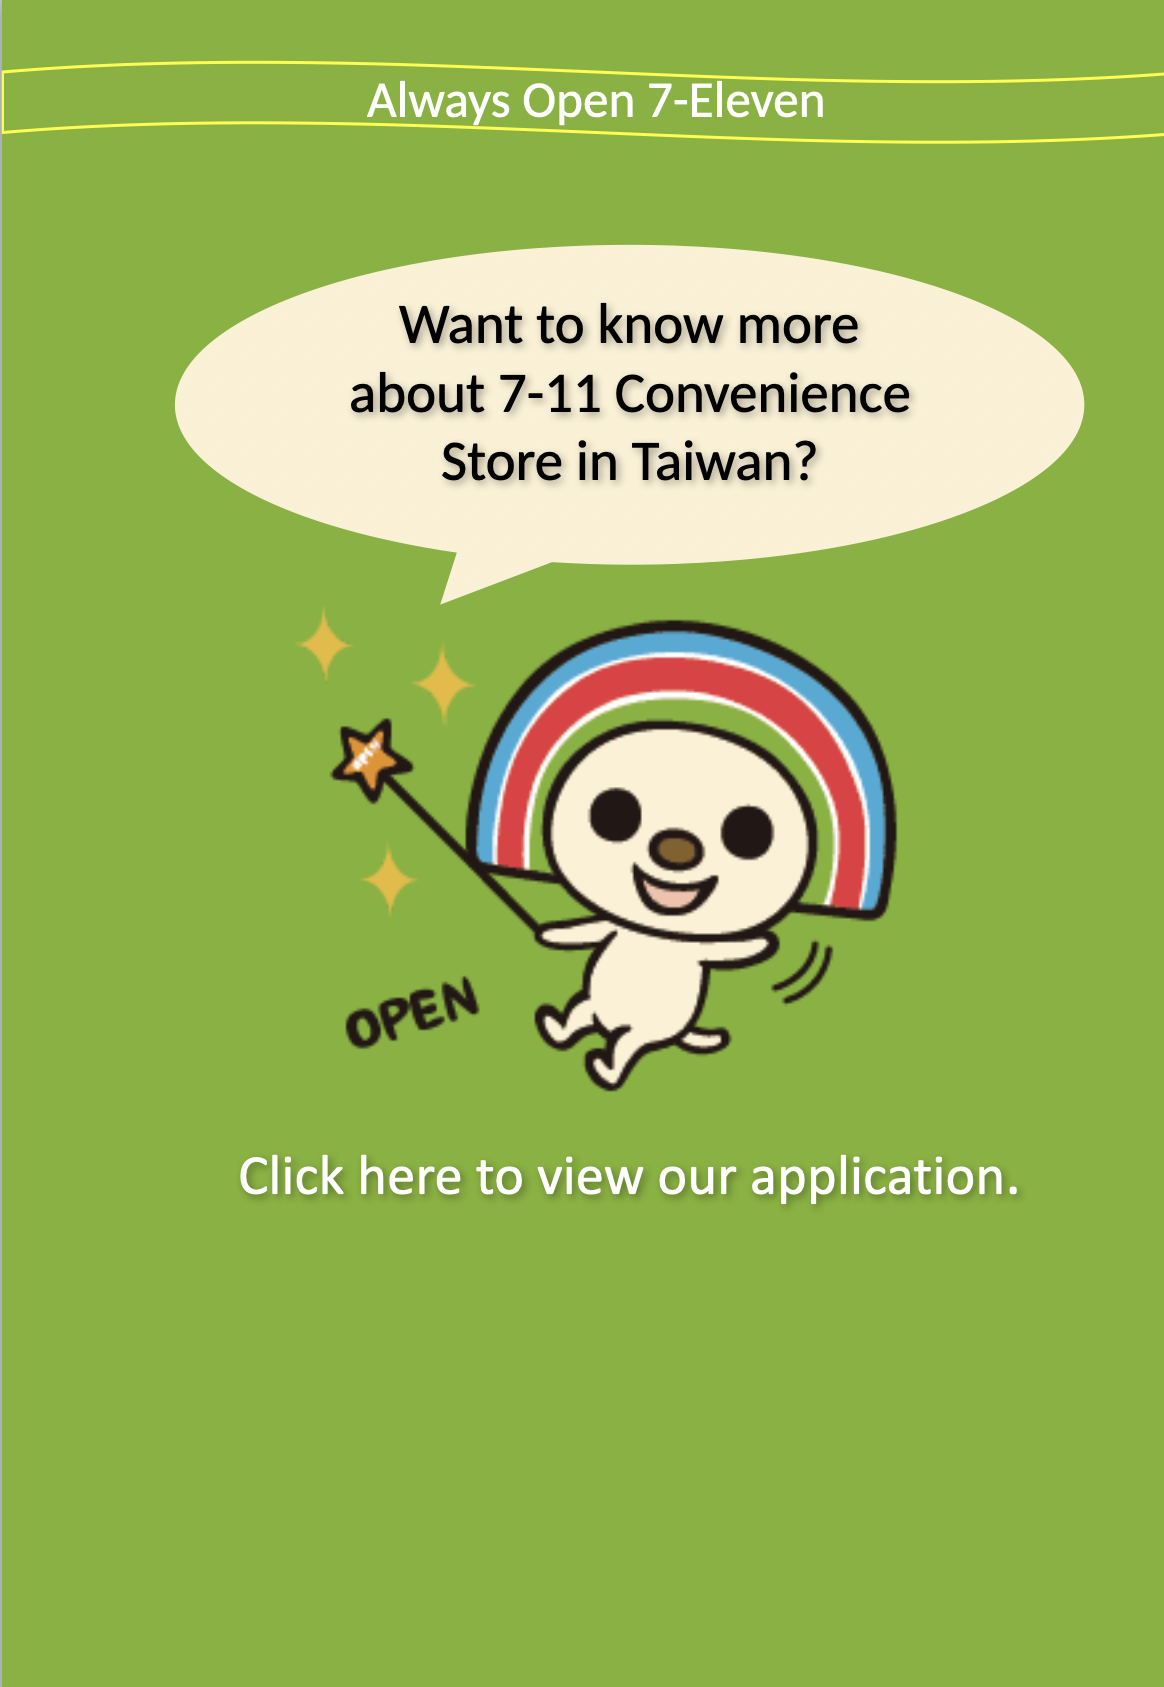 Always Open 7-Eleven
Want to know more
about 7-11 Convenience
Store in Taiwan?
OPEN
Click here to view our application.